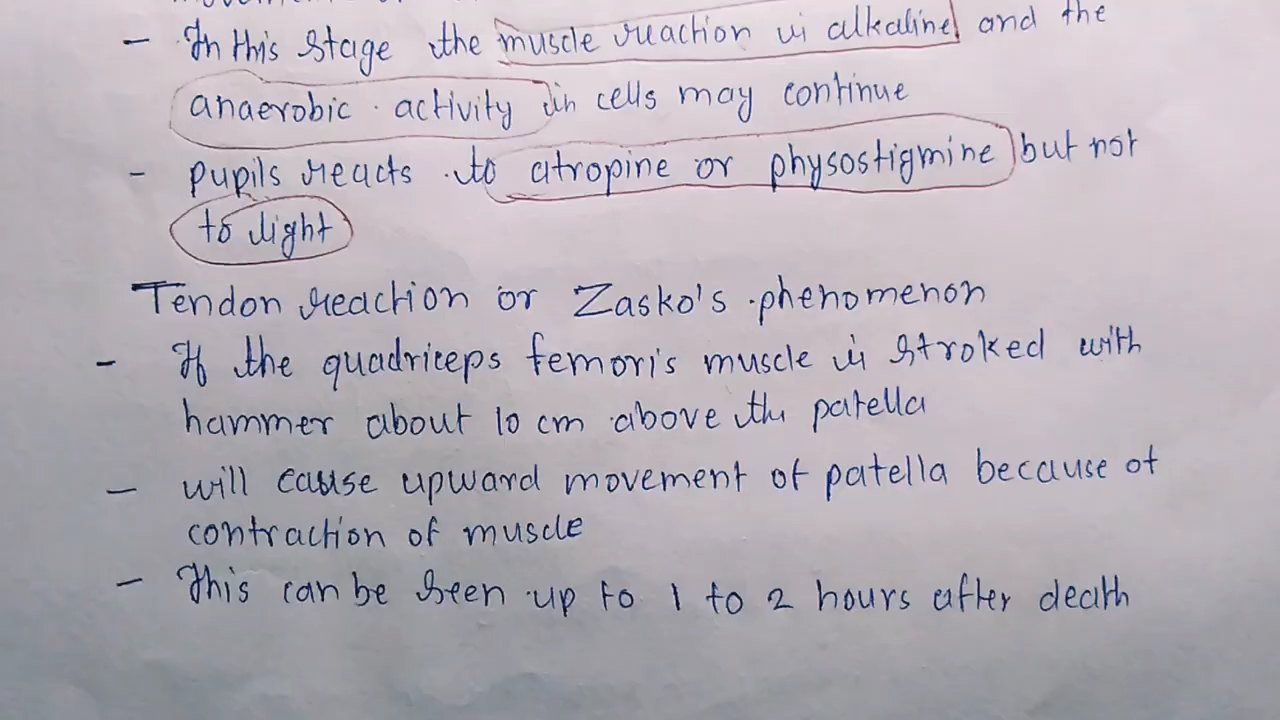 - In this stage the muscle reaction is alkaline and the
anaerobic activity in cells may continue
- pupils reacts to atropine or physostigmine but not
to light
Tendon reaction or Zasko's phenomenon
- If the quadriceps femoris muscle is stroked with
hammer about 10 cm above the patella
- will cause upward movement of patella because of
contraction of muscle
- This can be seen up to 1 to 2 hours after death